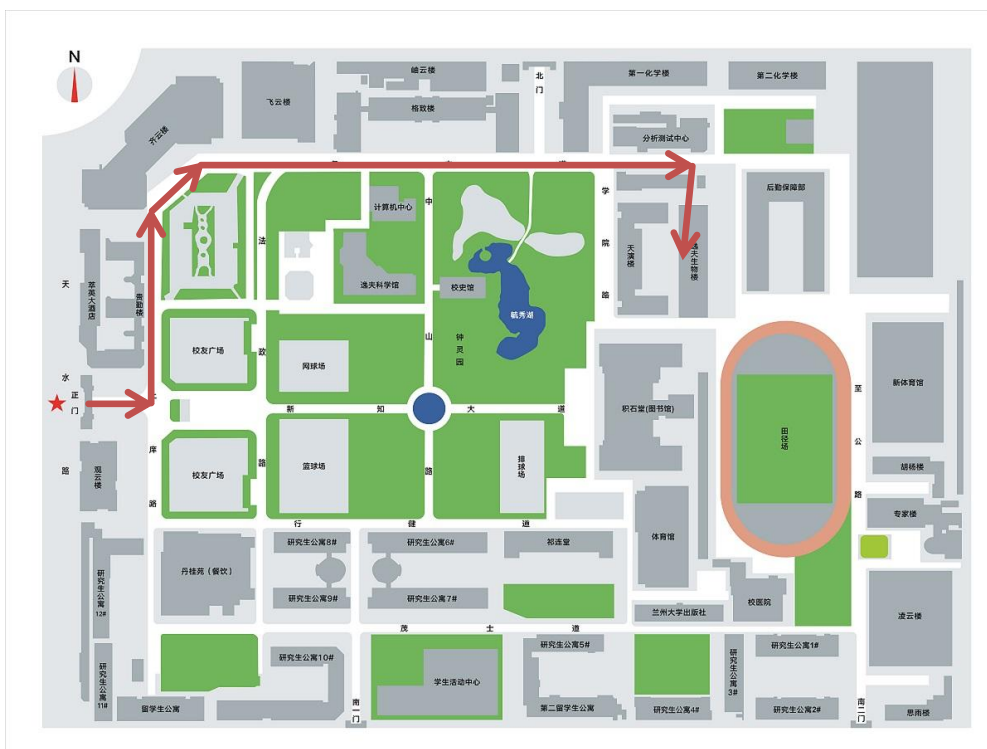 N
齐云楼
飞云楼
岫云楼
格致楼
北门
第一化学楼
第二化学楼
分析测试中心
后勤保障部
天水路
萃英大酒店
贵勤楼
法政路
计算机中心
逸夫科学馆
中山路
校史馆
毓秀湖
钟灵园
学院路
天演楼
逸夫生物楼
校友广场
网球场
正门
新知大道
积石堂(图书馆)
田径场
至公路
新体育馆
观云楼
庠路
校友广场
篮球场
排球场
胡杨楼
专家楼
行健道
体育馆
丹桂苑（餐饮）
研究生公寓8#
研究生公寓6#
祁连堂
研究生公寓9#
研究生公寓7#
研究生公寓12#
兰州大学出版社
校医院
凌云楼
茂士道
研究生公寓10#
研究生公寓5#
研究生公寓1#
研究生公寓11#
学生活动中心
研究生公寓3#
留学生公寓
南一门
第二留学生公寓
研究生公寓4#
研究生公寓2#
南二门
思雨楼